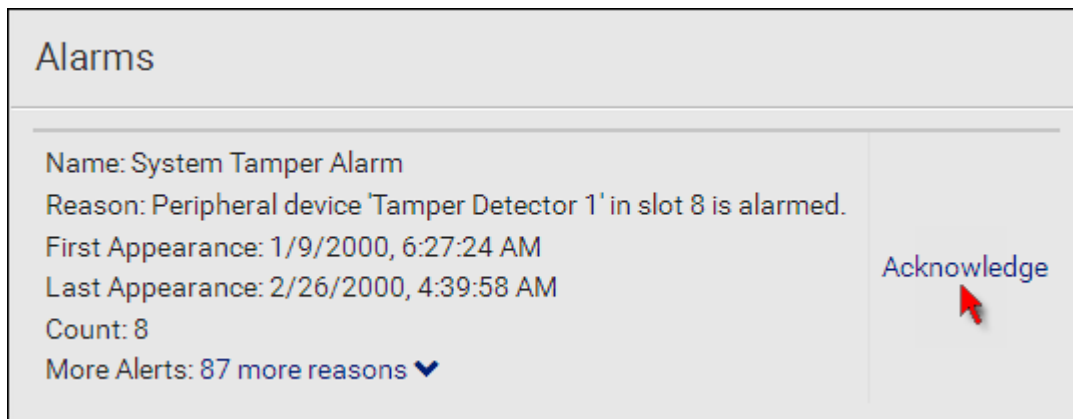 Alarms
Name: System Tamper Alarm
Reason: Peripheral device 'Tamper Detector 1' in slot 8 is alarmed.
First Appearance: 1/9/2000, 6:27:24 AM
Last Appearance: 2/26/2000, 4:39:58 AM
Count: 8
More Alerts: 87 more reasons
Acknowledge